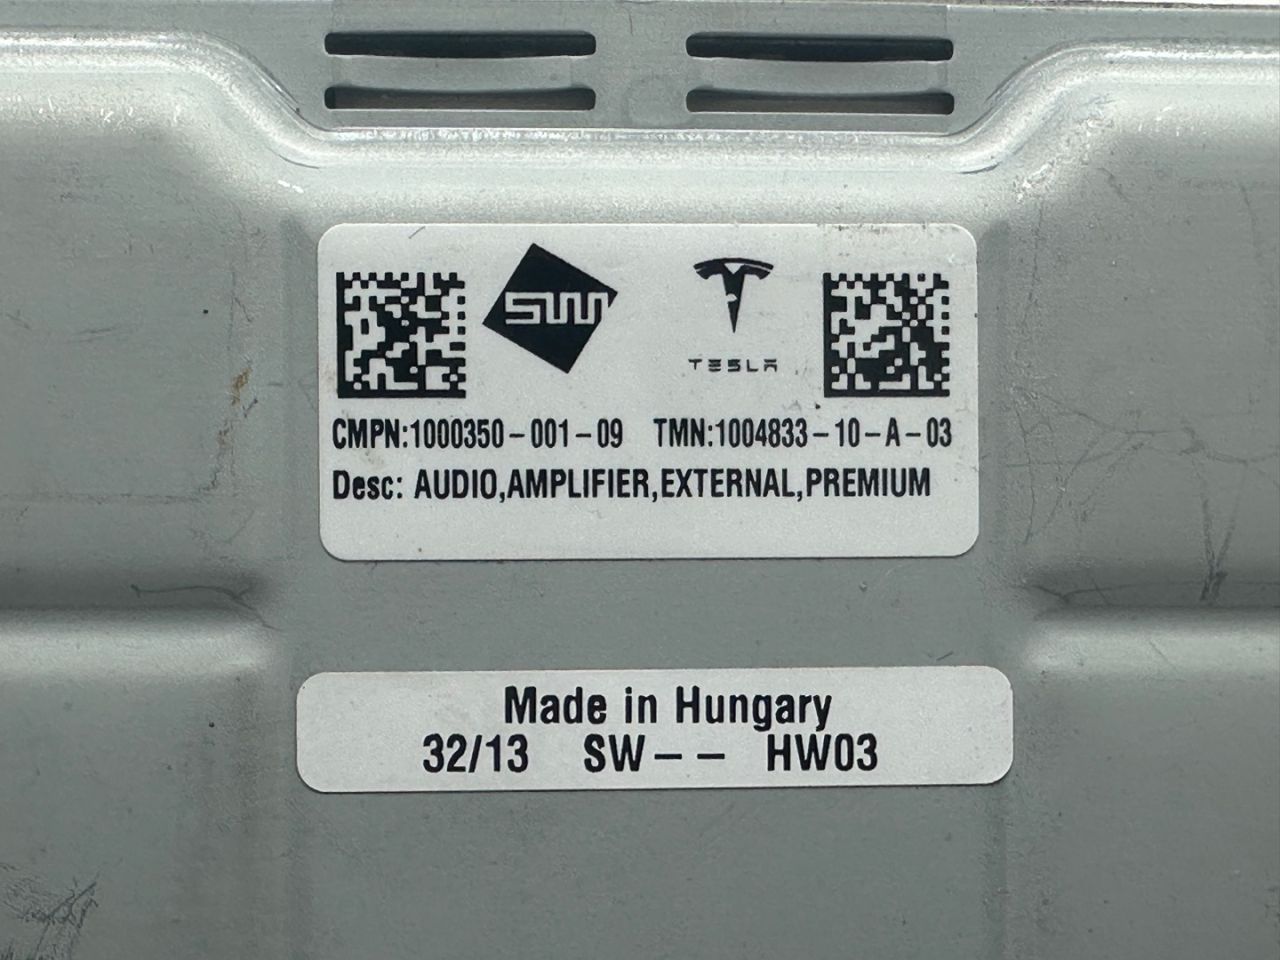 SW
TESLA
CMPN:1000350-001-09 TMN:1004833-10-A-03
Desc: AUDIO,AMPLIFIER,EXTERNAL,PREMIUM
Made in Hungary
32/13 SW-- HW03